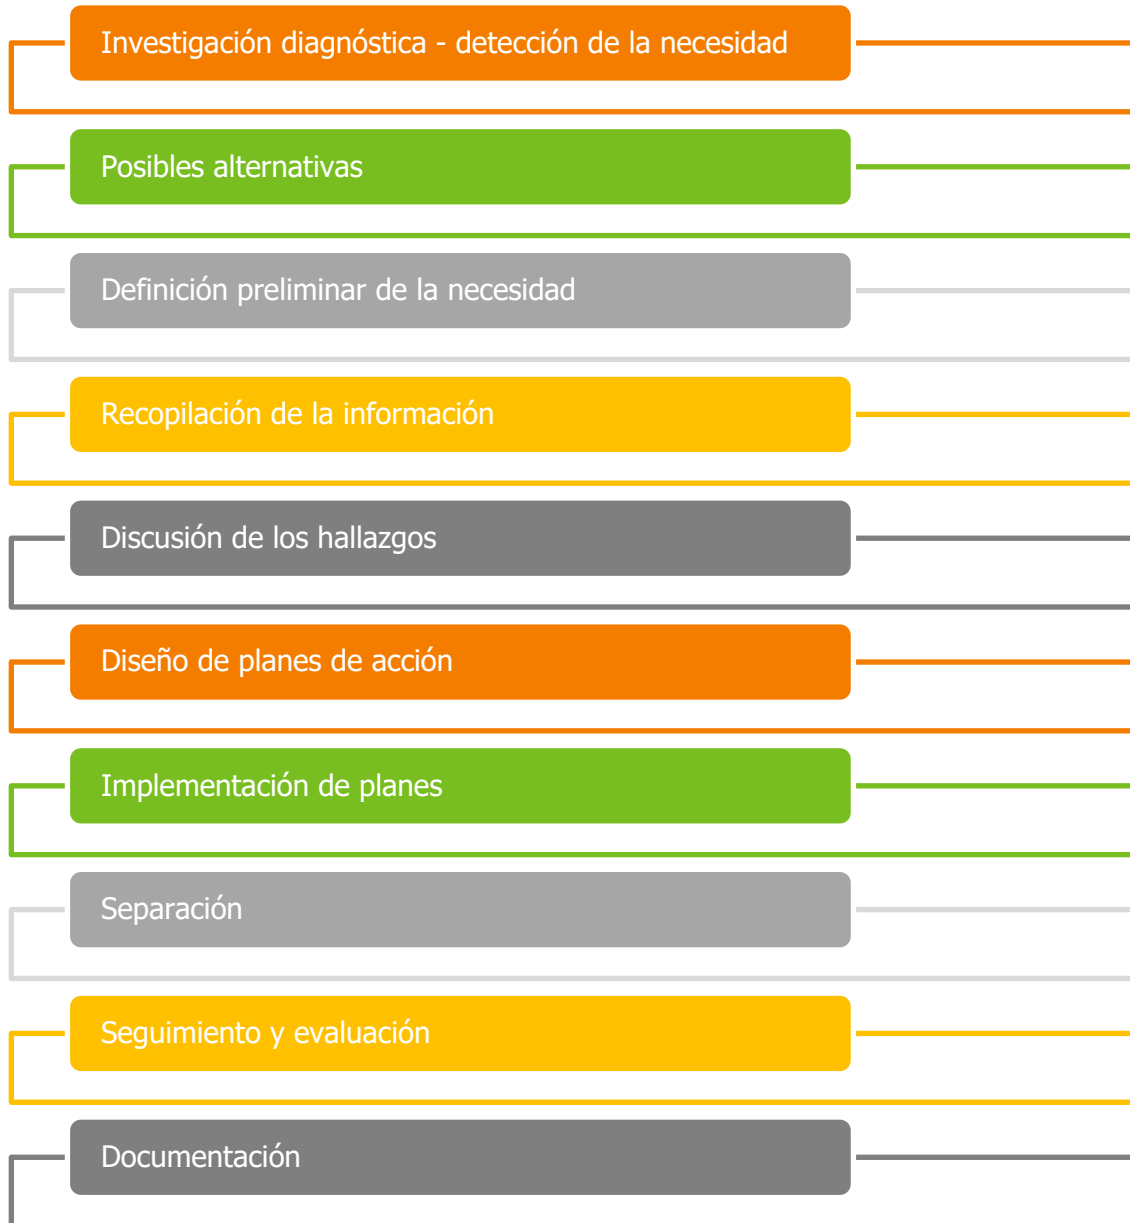 Investigación diagnóstica - detección de la necesidad
Posibles alternativas
Definición preliminar de la necesidad
Recopilación de la información
Discusión de los hallazgos
Diseño de planes de acción
Implementación de planes
Separación
Seguimiento y evaluación
Documentación